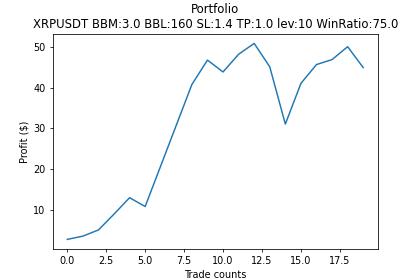 Portfolio
XRPUSDT BBM:3.0 BBL:160 SL:1.4 TP:1.0 lev:10 WinRatio:75.0
50
40
30
20
10
Profit ($)
0.0 2.5 5.0 7.5 10.0 12.5 15.0 17.5
Trade counts